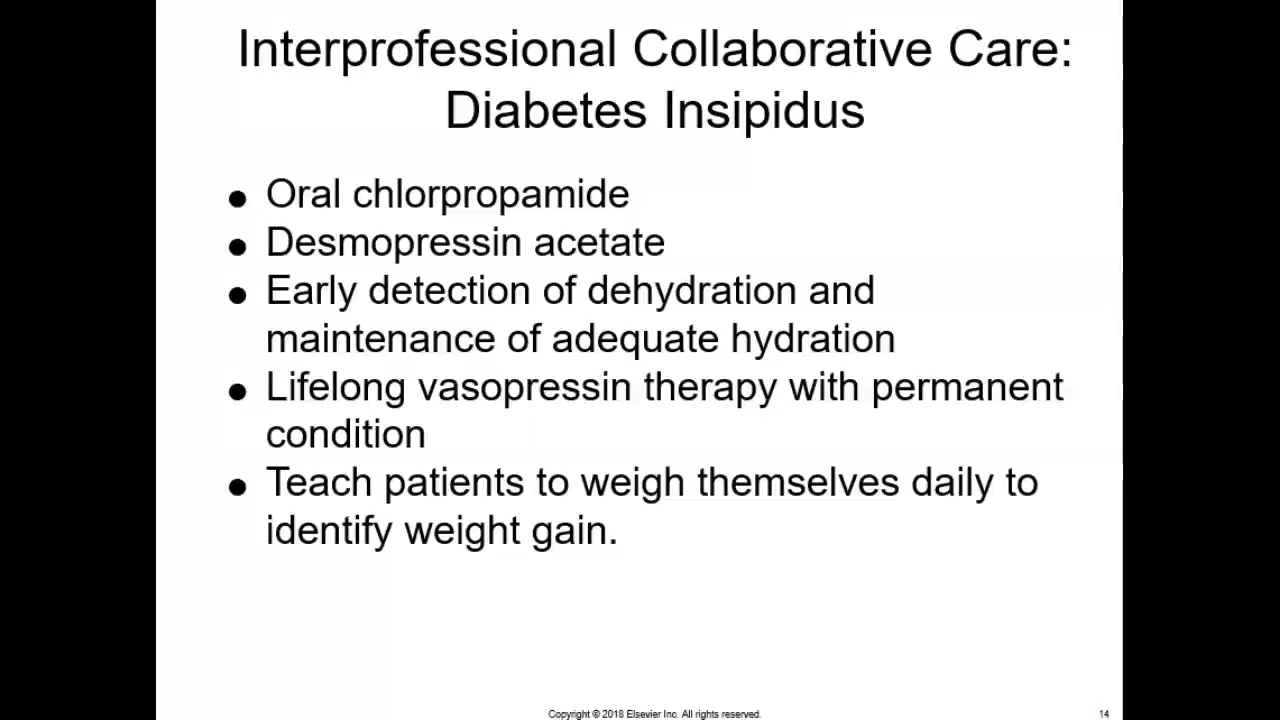 Interprofessional Collaborative Care:
Diabetes Insipidus
● Oral chlorpropamide
● Desmopressin acetate
● Early detection of dehydration and
maintenance of adequate hydration
● Lifelong vasopressin therapy with permanent
condition
● Teach patients to weigh themselves daily to
identify weight gain.
Copyright © 2018 Elsevier Inc. All rights reserved.
14